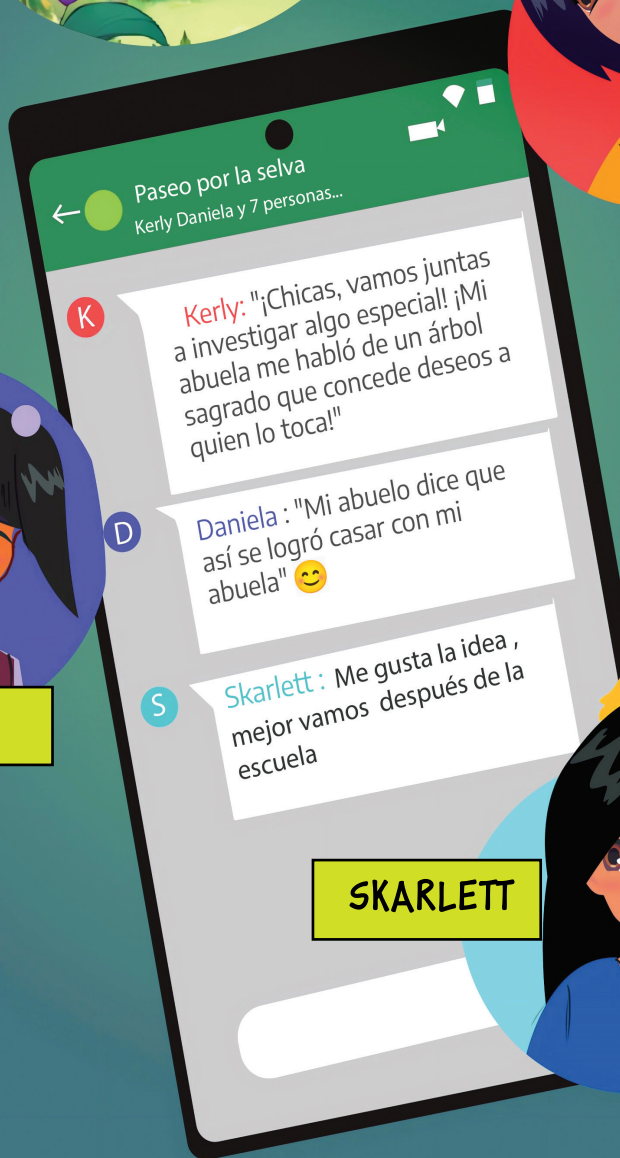 Paseo por la selva
Kerly Daniela y 7 personas...
K
Kerly: "¡Chicas, vamos juntas
a investigar algo especial! ¡Mi
abuela me habló de un árbol
sagrado que concede deseos a
quien lo toca!"
D
Daniela : "Mi abuelo dice que
así se logró casar con mi
abuela" 😊
S
Skarlett : Me gusta la idea ,
mejor vamos después de la
escuela
SKARLETT